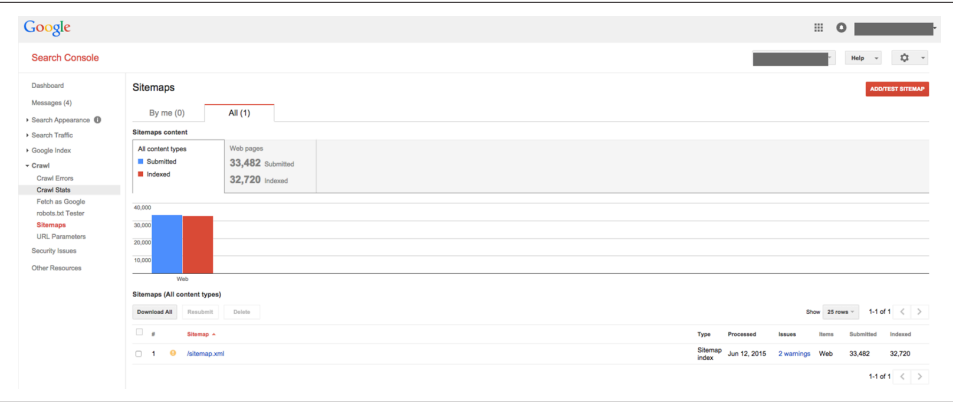 Google
Search Console
Help
Dashboard
Messages (4)
Search Appearance
Search Traffic
Google Index
Crawl
Crawl Errors
Crawl Stats
Fetch as Google
robots.txt Tester
Sitemaps
URL Parameters
Security Issues
Other Resources
Sitemaps
ADD/TEST SITEMAP
By me (0) All (1)
Sitemaps content
All content types
Submitted
Indexed
Web pages
33,482 Submitted
32,720 Indexed
40,000
30,000
20,000
10,000
Web
Sitemaps (All content types)
Download All Resubmit Delete Show 25 rows 1-1 of 1
# Sitemap Type Processed Issues Items Submitted Indexed
1 /sitemap.xml Sitemap index Jun 12, 2015 2 warnings Web 33,482 32,720
1-1 of 1